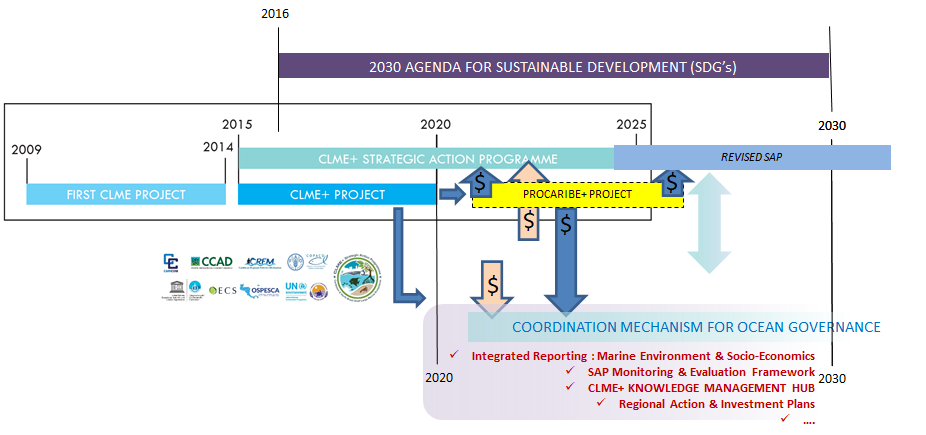 2016
2030 AGENDA FOR SUSTAINABLE DEVELOPMENT (SDG's)
2015
2020
2025
2030
2009
2014
CLME+ STRATEGIC ACTION PROGRAMME
REVISED SAP
FIRST CLME PROJECT
CLME+ PROJECT
$
PROCARIBE+ PROJECT
$
$
$
CCAD
CREM
ECS
OSPESCA
UN
$
COORDINATION MECHANISM FOR OCEAN GOVERNANCE
✓ Integrated Reporting : Marine Environment & Socio-Economics
✓ SAP Monitoring & Evaluation Framework
2020
2030
✓ CLME+ KNOWLEDGE MANAGEMENT HUB
✓ Regional Action & Investment Plans
✓ ....